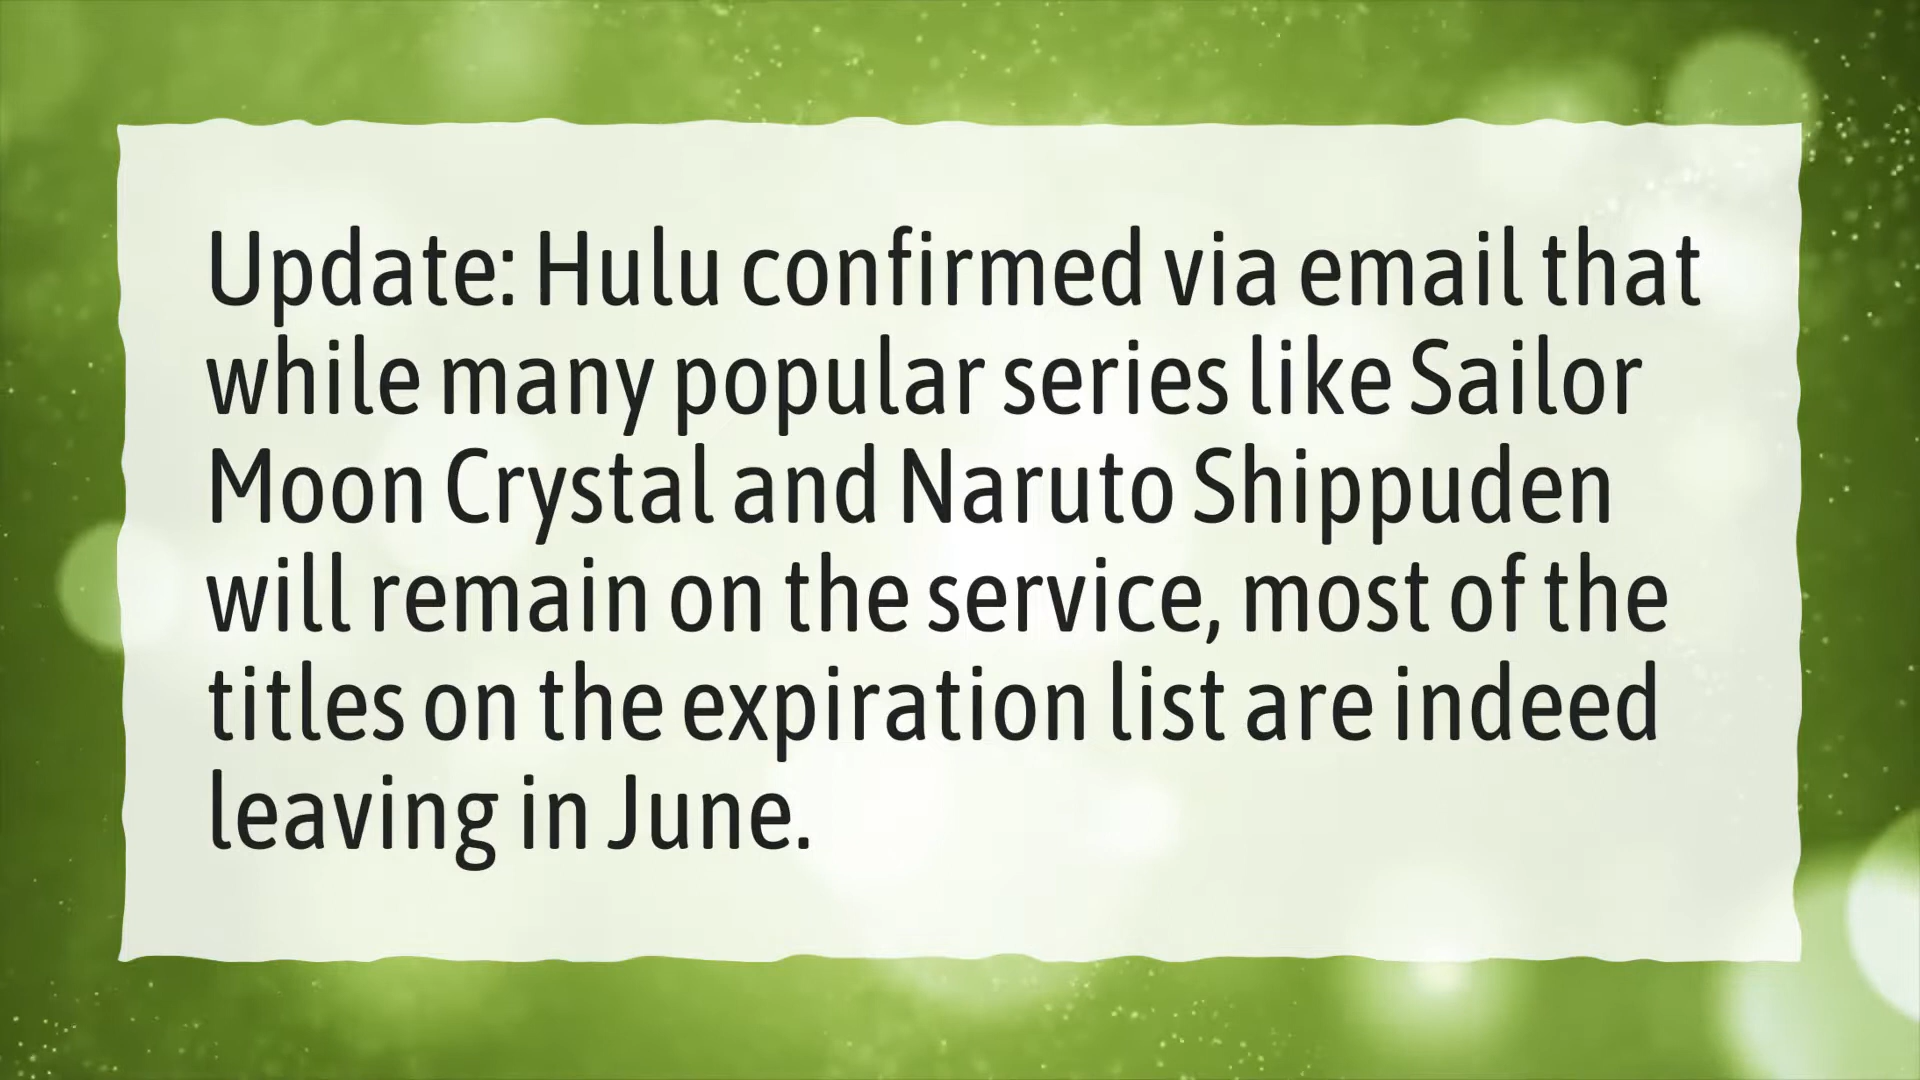 Update: Hulu confirmed via email that
while many popular series like Sailor
Moon Crystal and Naruto Shippuden
will remain on the service, most of the
titles on the expiration list are indeed
leaving in June.